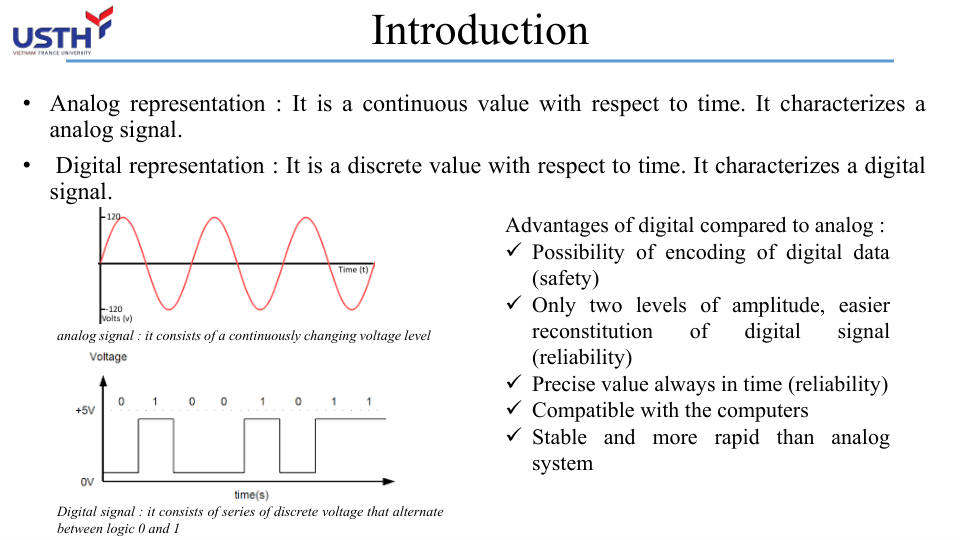 USTH
VIETNAM FRANCE UNIVERSITY
Introduction
• Analog representation : It is a continuous value with respect to time. It characterizes a
analog signal.
• Digital representation : It is a discrete value with respect to time. It characterizes a digital
signal.
120
Time (t)
-120
Volts (v)
analog signal : it consists of a continuously changing voltage level
Voltage
+5V
0 1 0 0 1 0 1 1
0V
time(s)
Digital signal : it consists of series of discrete voltage that alternate
between logic 0 and 1
Advantages of digital compared to analog :
✓ Possibility of encoding of digital data
(safety)
✓ Only two levels of amplitude, easier
reconstitution of digital signal
(reliability)
✓ Precise value always in time (reliability)
✓ Compatible with the computers
✓ Stable and more rapid than analog
system